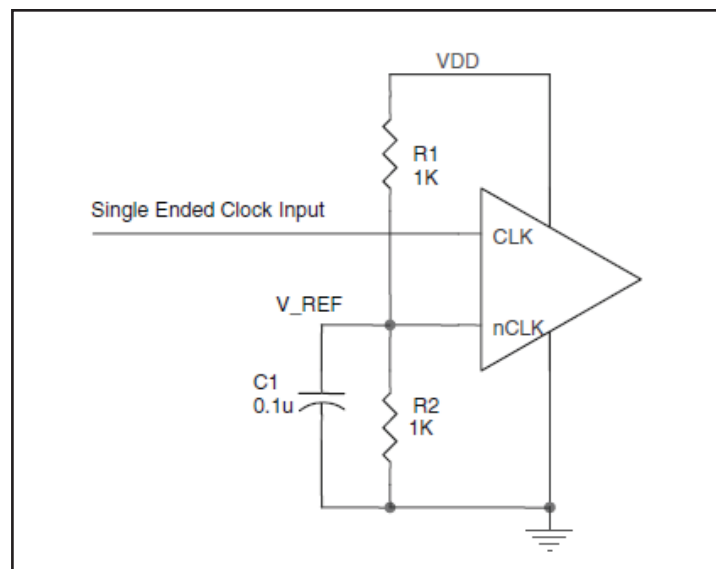 VDD
R1
1K
Single Ended Clock Input
CLK
V_REF
nCLK
C1
0.1u
R2
1K